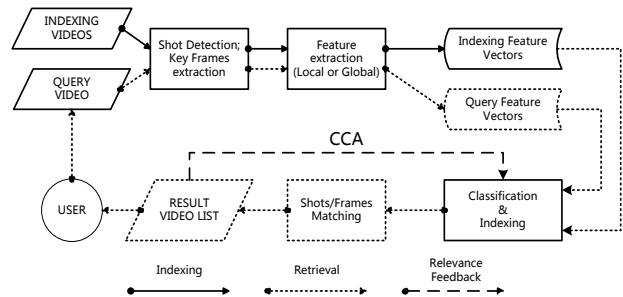 INDEXING
VIDEOS
Shot Detection;
Key Frames
extraction
Feature
extraction
(Local or Global)
Indexing Feature
Vectors
QUERY
VIDEO
Query Feature
Vectors
CCA
USER
RESULT
VIDEO LIST
Shots/Frames
Matching
Classification
&
Indexing
Indexing
Retrieval
Relevance
Feedback